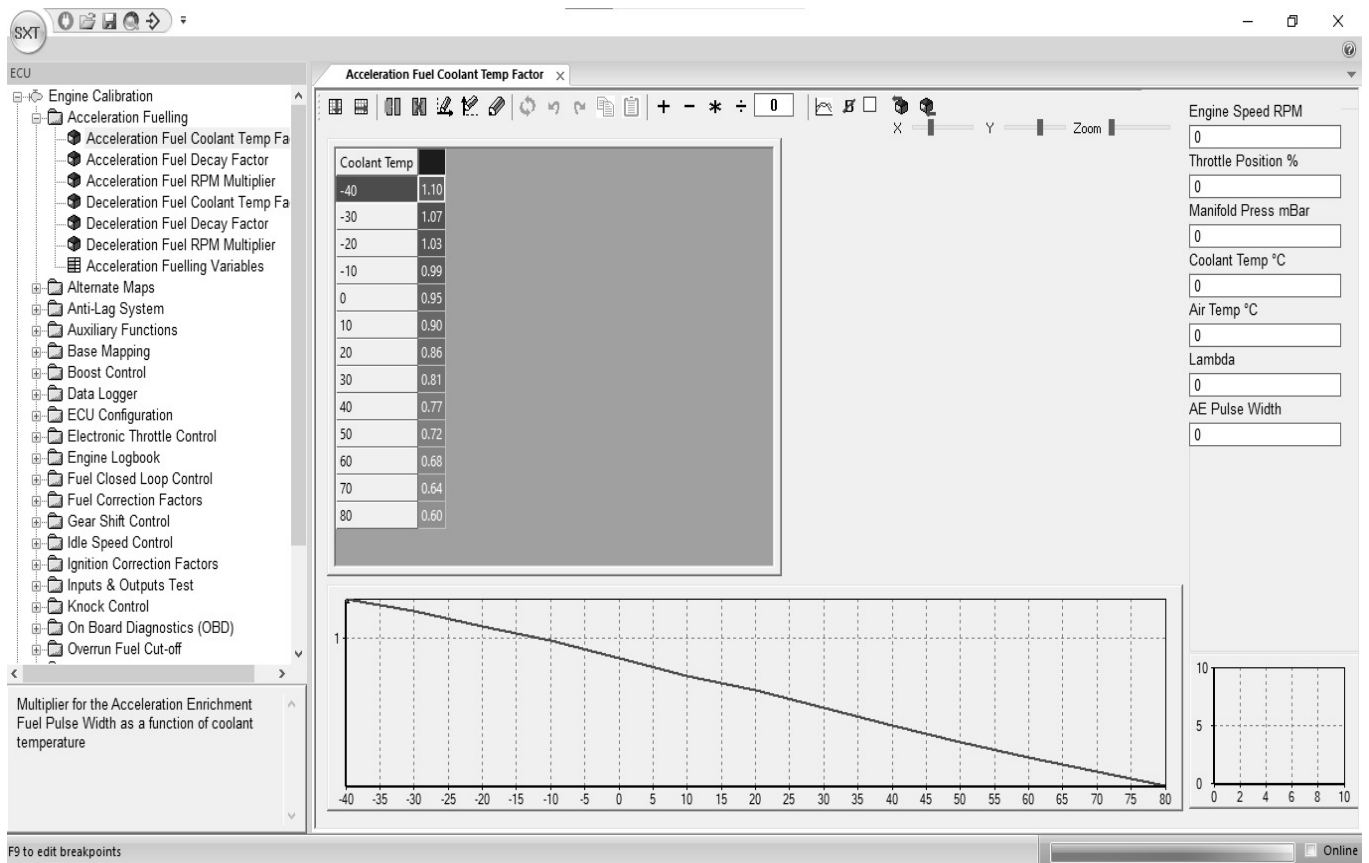 SXT
ECU
Engine Calibration
Acceleration Fuelling
Acceleration Fuel Coolant Temp Fa
Acceleration Fuel Decay Factor
Acceleration Fuel RPM Multiplier
Deceleration Fuel Coolant Temp Fa
Deceleration Fuel Decay Factor
Deceleration Fuel RPM Multiplier
Acceleration Fuelling Variables
Alternate Maps
Anti-Lag System
Auxiliary Functions
Base Mapping
Boost Control
Data Logger
ECU Configuration
Electronic Throttle Control
Engine Logbook
Fuel Closed Loop Control
Fuel Correction Factors
Gear Shift Control
Idle Speed Control
Ignition Correction Factors
Inputs & Outputs Test
Knock Control
On Board Diagnostics (OBD)
Overrun Fuel Cut-off
Multiplier for the Acceleration Enrichment
Fuel Pulse Width as a function of coolant
temperature
Acceleration Fuel Coolant Temp Factor X
+ - * ÷ 0
X Y Zoom
Coolant Temp
-40 1.10
-30 1.07
-20 1.03
-10 0.99
0 0.95
10 0.90
20 0.86
30 0.81
40 0.77
50 0.72
60 0.68
70 0.64
80 0.60
1
-40 -35 -30 -25 -20 -15 -10 -5 0 5 10 15 20 25 30 35 40 45 50 55 60 65 70 75 80
Engine Speed RPM
0
Throttle Position %
0
Manifold Press mBar
0
Coolant Temp °C
0
Air Temp °C
0
Lambda
0
AE Pulse Width
0
10
5
0
0 2 4 6 8 10
F9 to edit breakpoints
Online